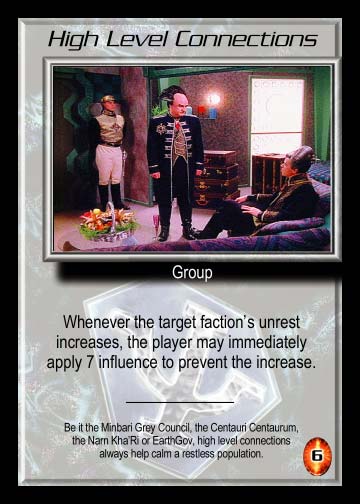 High Level Connections
Group
Whenever the target faction's unrest
increases, the player may immediately
apply 7 influence to prevent the increase.
Be it the Minbari Grey Council, the Centauri Centaurum,
the Narn Kha'Ri or EarthGov, high level connections
always help calm a restless population.
6